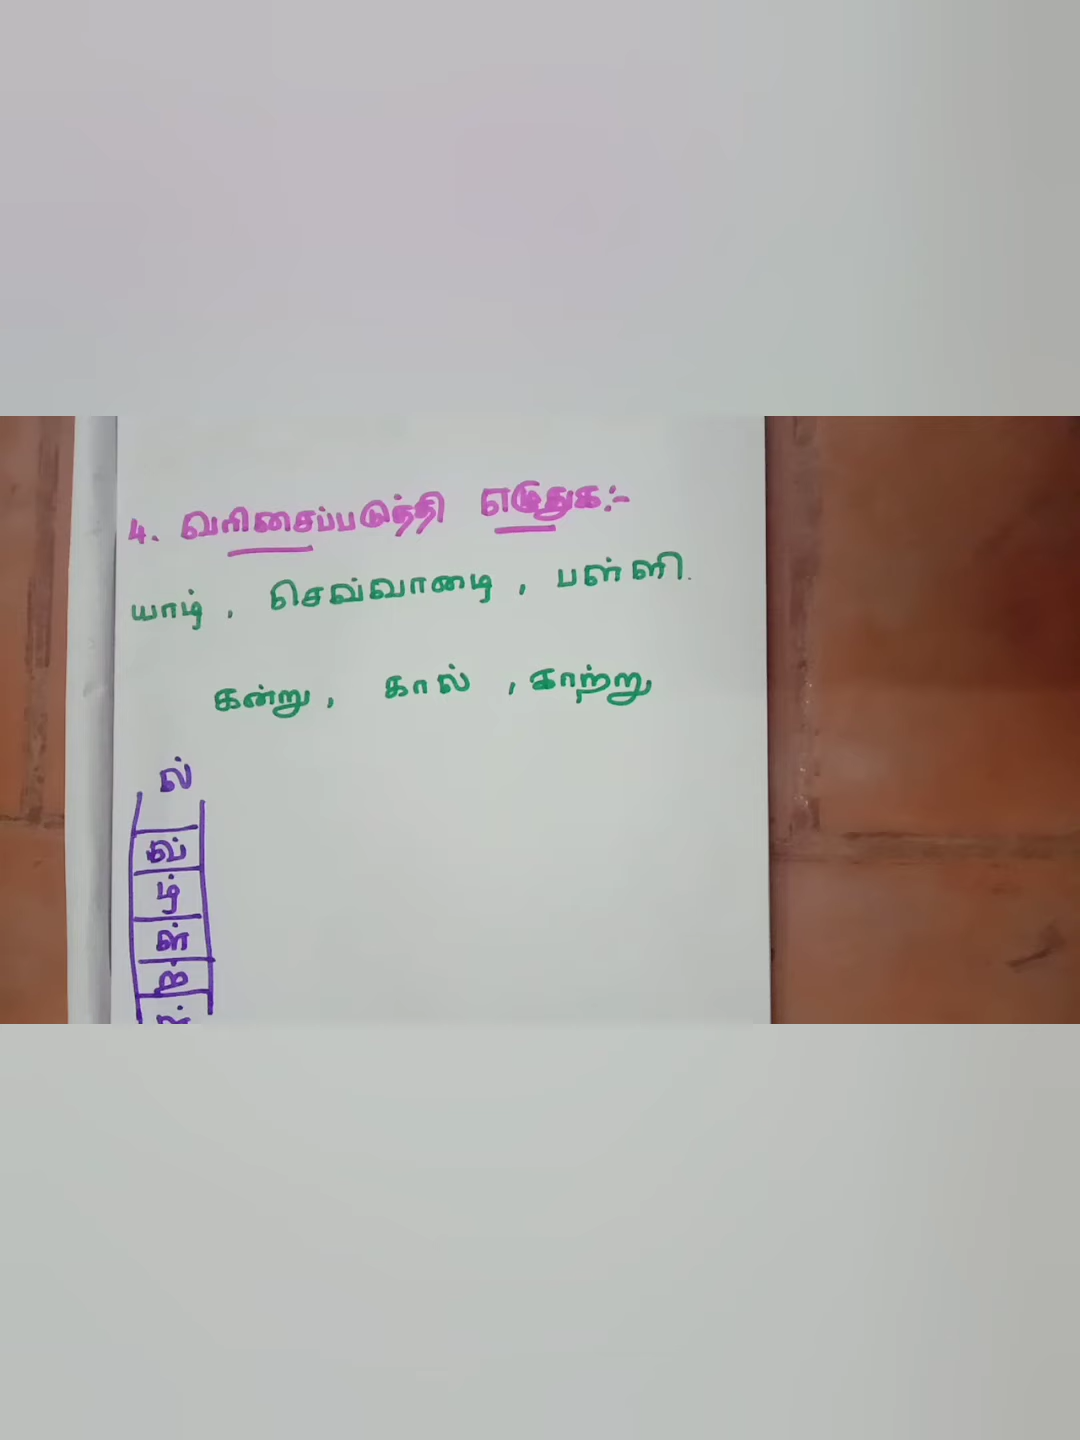 4. வரிசைப்படுத்தி எழுதுக:-
யாழ் , செவ்வாடை , பள்ளி.
கன்று , கால் , காற்று
ல்
வ்
ழ்
ள்
ற்